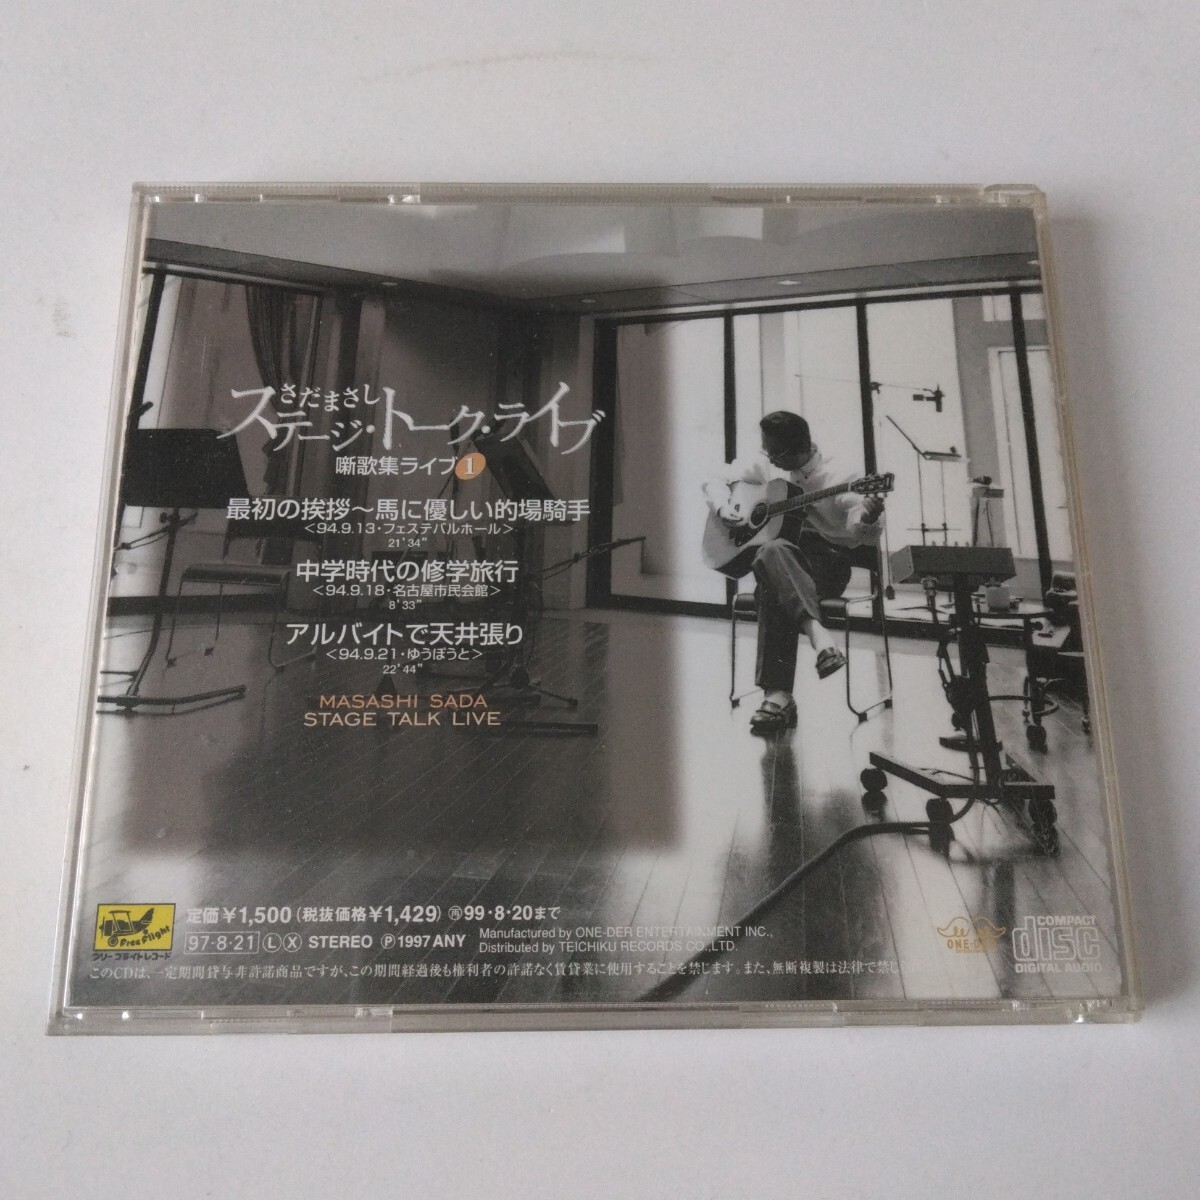 さだまさし
ステージ・トーク・ライブ
噺歌集ライブ1
最初の挨拶〜馬に優しい的場騎手
<94.9.13・フェスティバルホール>
21'34"
中学時代の修学旅行
<94.9.18・名古屋市民会館>
8'33"
アルバイトで天井張り
<94.9.21・ゆうぽうと>
22'44"
MASASHI SADA
STAGE TALK LIVE
Free Flight
フリーフライトレコード
定価¥1,500(税抜価格¥1,429) 再99・8・20まで
97・8・21 L X STEREO ℗1997 ANY
Manufactured by ONE-DER ENTERTAINMENT INC.,
Distributed by TEICHIKU RECORDS CO.,LTD.
COMPACT
disc
DIGITAL AUDIO
このCDは、一定期間貸与非許諾商品ですが、この期間経過後も権利者の許諾なく賃貸業に使用することを禁じます。また、無断複製は法律で禁じ